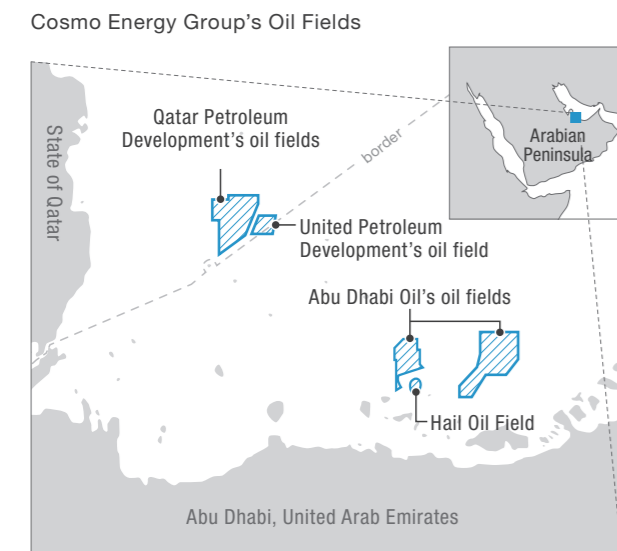 Cosmo Energy Group’s Oil Fields
Arabian
Peninsula
State of Qatar
Qatar Petroleum
Development’s oil fields
border
United Petroleum
Development’s oil field
Abu Dhabi Oil’s oil fields
Hail Oil Field
Abu Dhabi, United Arab Emirates